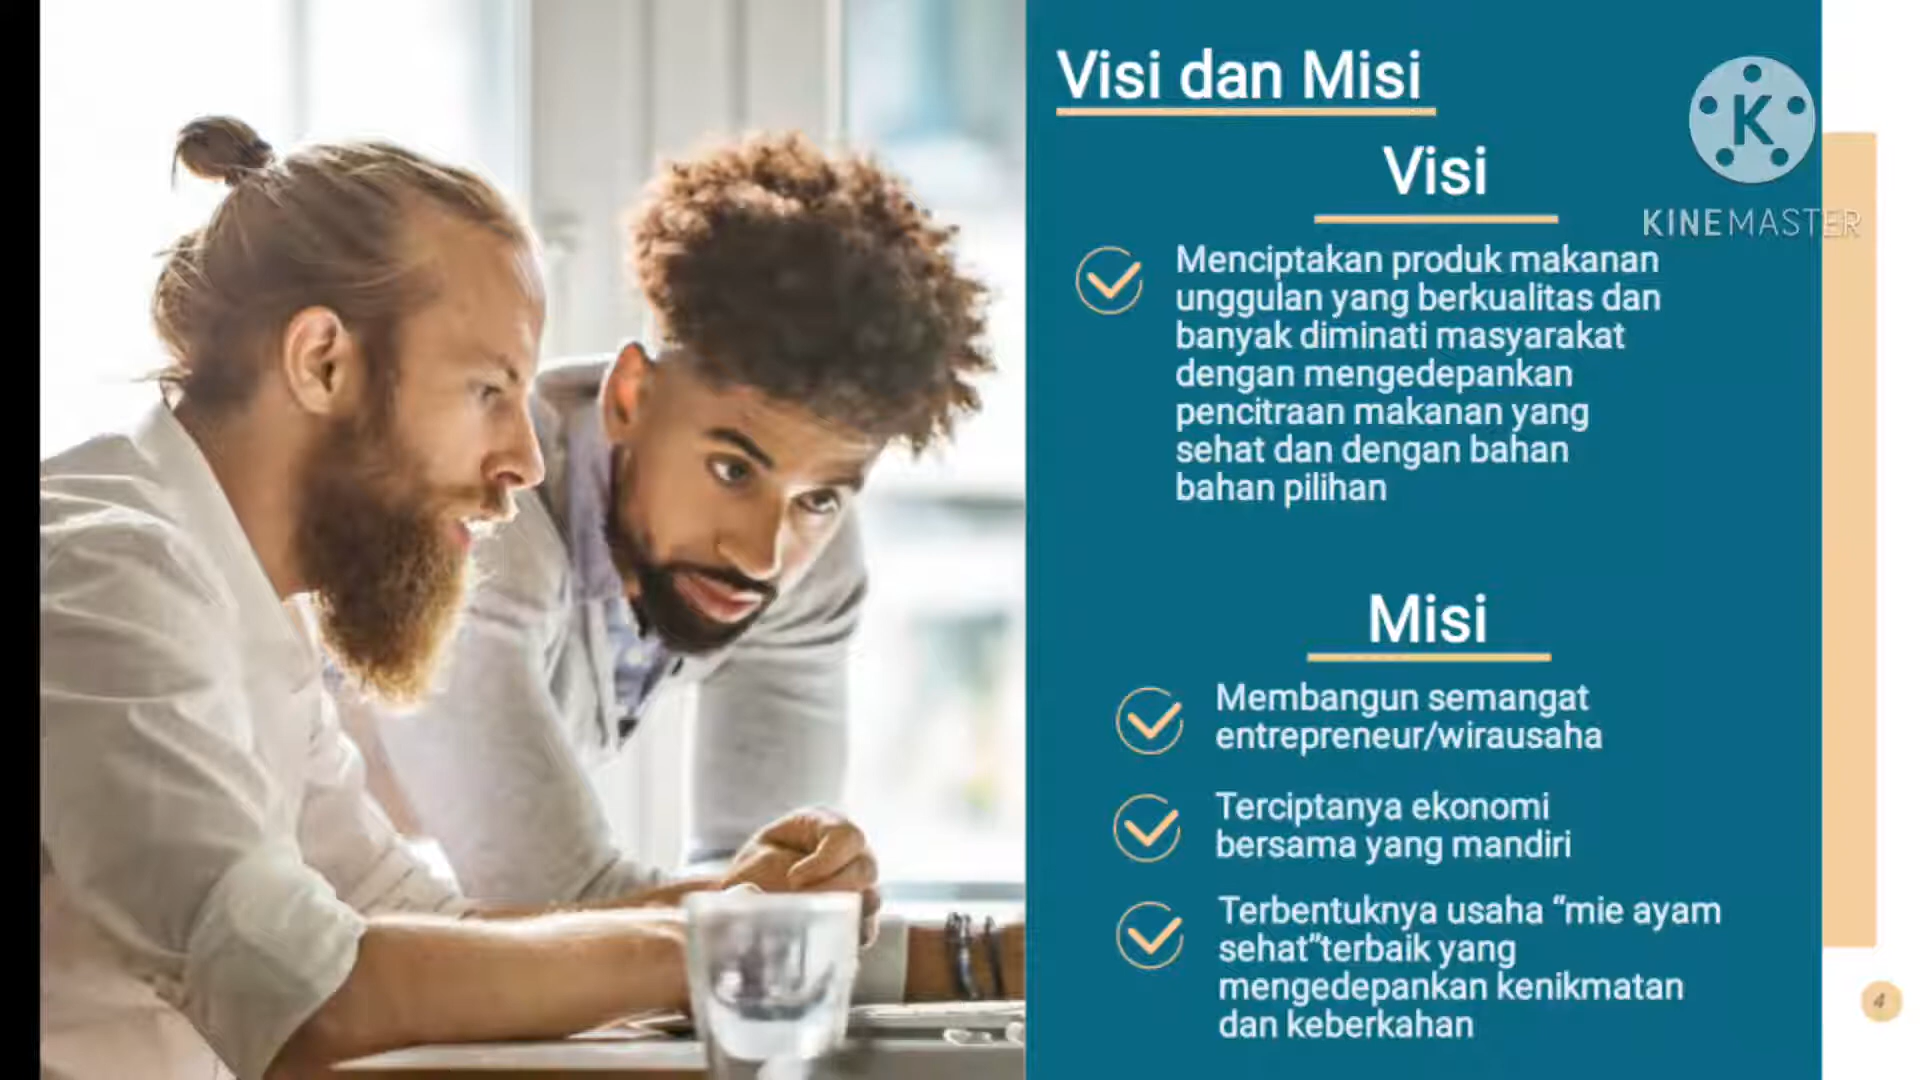 Visi dan Misi
K
KINEMASTER
Visi
Menciptakan produk makanan
unggulan yang berkualitas dan
banyak diminati masyarakat
dengan mengedepankan
pencitraan makanan yang
sehat dan dengan bahan
bahan pilihan
Misi
Membangun semangat
entrepreneur/wirausaha
Terciptanya ekonomi
bersama yang mandiri
Terbentuknya usaha “mie ayam
sehat”terbaik yang
mengedepankan kenikmatan
dan keberkahan
4